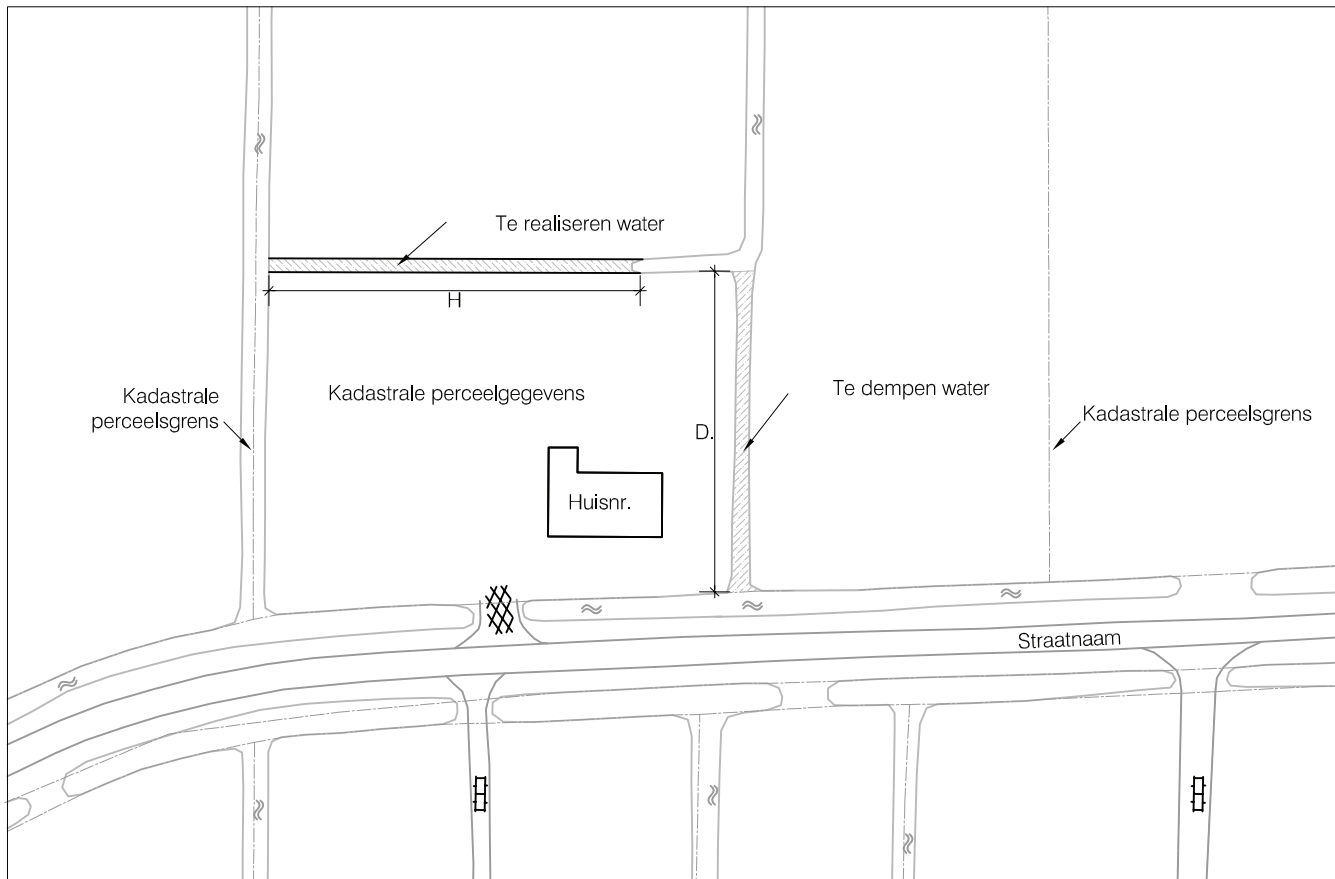 Te realiseren water
H
Kadastrale
perceelsgrens
Kadastrale perceelgegevens
Te dempen water
Kadastrale perceelsgrens
D.
Huisnr.
Straatnaam